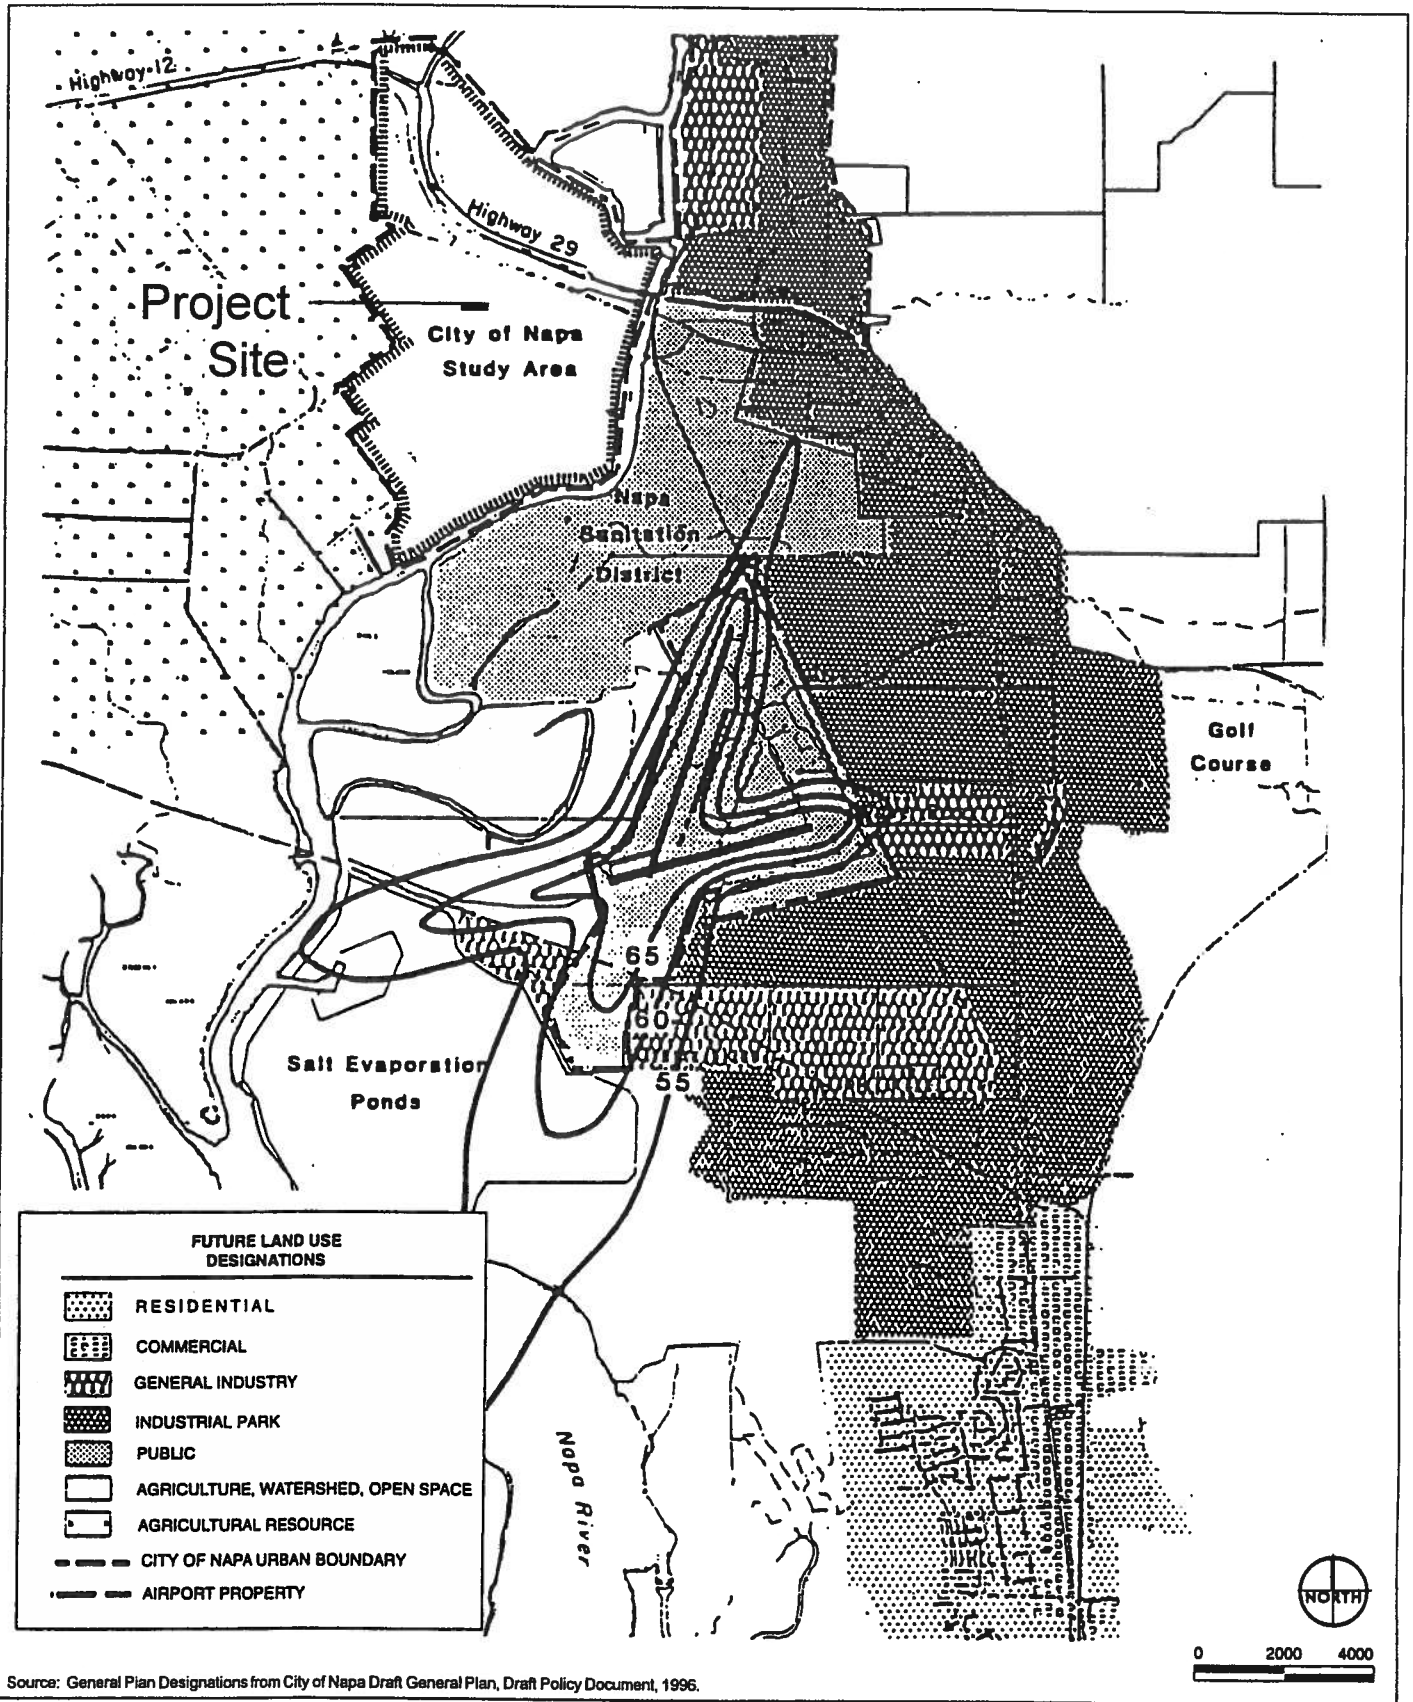 Highway 12
Highway 29
Project
Site
City of Napa
Study Area
Napa
Sanitation
District
Golf
Course
65
60
55
Salt Evaporation
Ponds
FUTURE LAND USE
DESIGNATIONS
RESIDENTIAL
COMMERCIAL
GENERAL INDUSTRY
INDUSTRIAL PARK
PUBLIC
AGRICULTURE, WATERSHED, OPEN SPACE
AGRICULTURAL RESOURCE
CITY OF NAPA URBAN BOUNDARY
AIRPORT PROPERTY
Napa River
NORTH
0 2000 4000
Source: General Plan Designations from City of Napa Draft General Plan, Draft Policy Document, 1996.